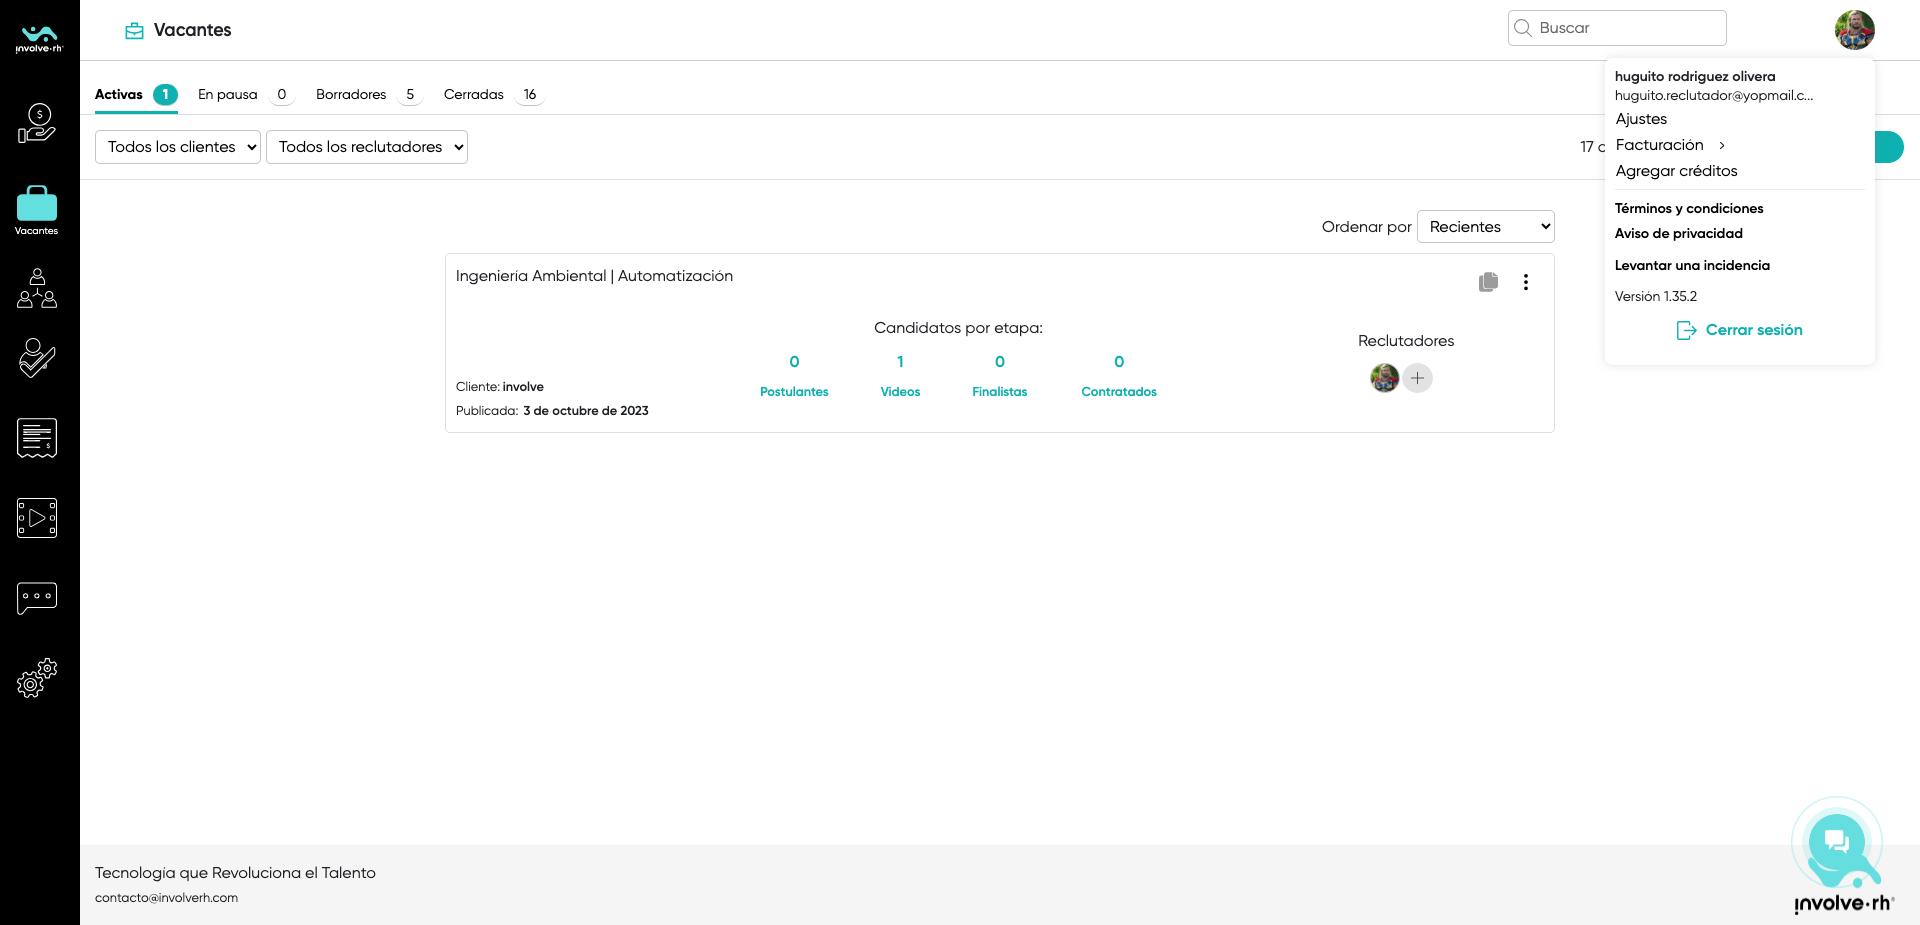 involve·rh
Vacantes
Buscar
huguito rodriguez olivera
huguito.reclutador@yopmail.c...
Ajustes
Facturación
Agregar créditos
Términos y condiciones
Aviso de privacidad
Levantar una incidencia
Versión 1.35.2
Cerrar sesión
Activas 1 En pausa 0 Borradores 5 Cerradas 16
Todos los clientes Todos los reclutadores
17
Vacantes
Ordenar por Recientes
Ingeniería Ambiental | Automatización
Candidatos por etapa:
0 1 0 0
Postulantes Videos Finalistas Contratados
Reclutadores
Cliente: involve
Publicada: 3 de octubre de 2023
Tecnología que Revoluciona el Talento
contacto@involverh.com
involve·rh®